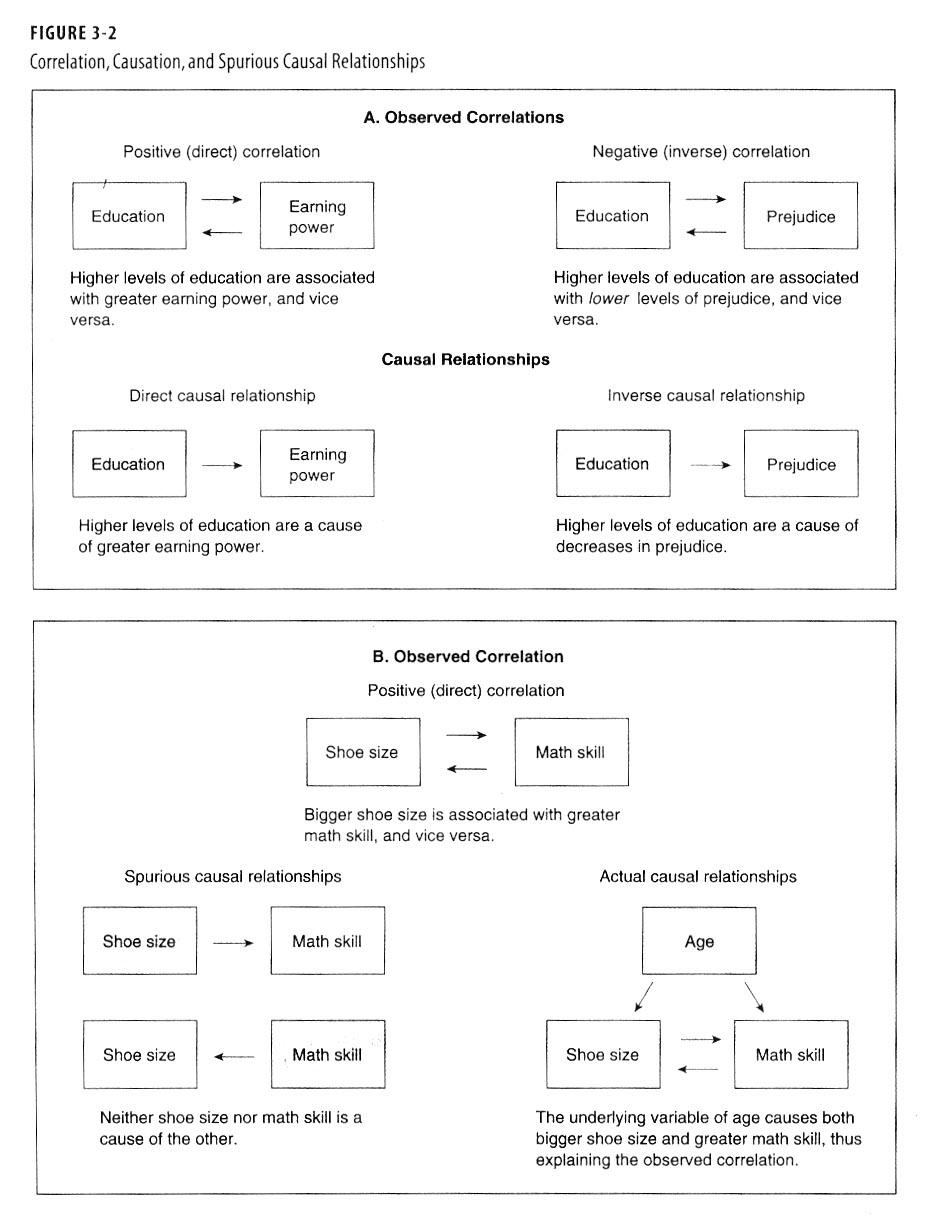 FIGURE 3-2
Correlation, Causation, and Spurious Causal Relationships
A. Observed Correlations
Positive (direct) correlation
Negative (inverse) correlation
Education
Earning
power
Education
Prejudice
Higher levels of education are associated
with greater earning power, and vice
versa.
Higher levels of education are associated
with lower levels of prejudice, and vice
versa.
Causal Relationships
Direct causal relationship
Inverse causal relationship
Education
Earning
power
Education
Prejudice
Higher levels of education are a cause
of greater earning power.
Higher levels of education are a cause of
decreases in prejudice.
B. Observed Correlation
Positive (direct) correlation
Shoe size
Math skill
Bigger shoe size is associated with greater
math skill, and vice versa.
Spurious causal relationships
Actual causal relationships
Shoe size
Math skill
Age
Shoe size
Math skill
Shoe size
Math skill
Neither shoe size nor math skill is a
cause of the other.
The underlying variable of age causes both
bigger shoe size and greater math skill, thus
explaining the observed correlation.